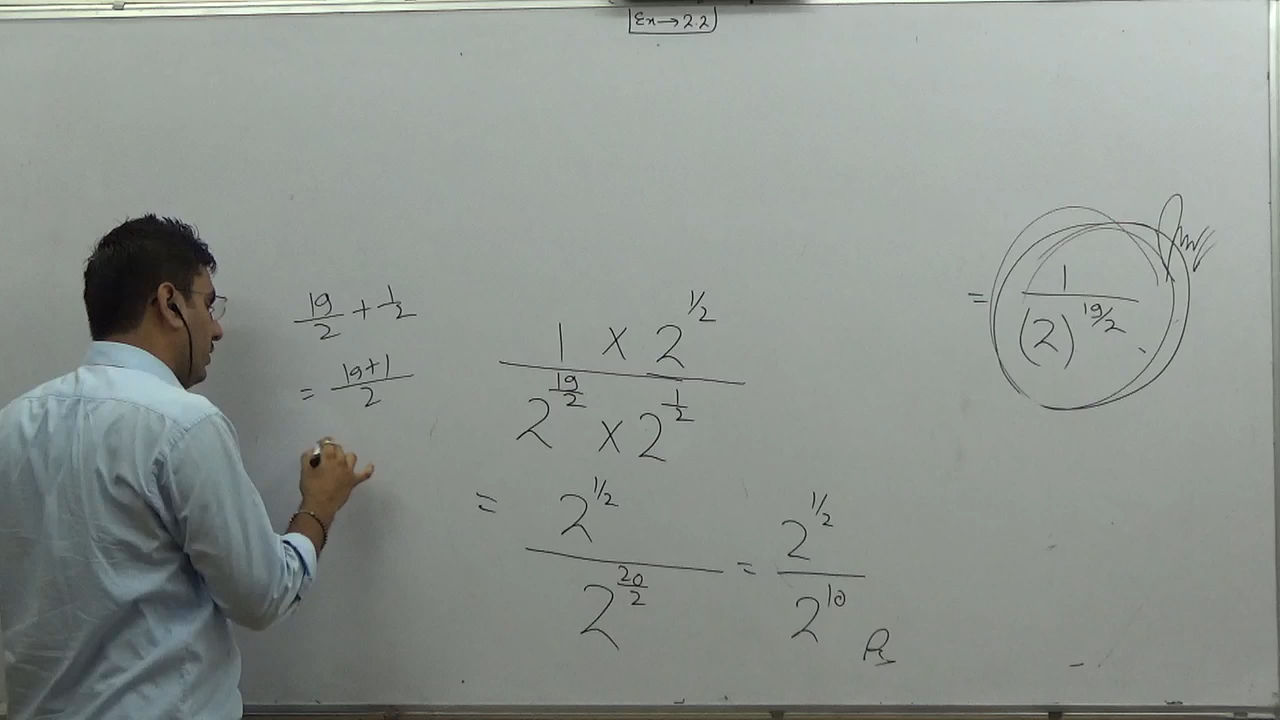 Ex→2.2
19/2 + 1/2
= 19+1/2
1 × 2^1/2
2^19/2 × 2^1/2
= 2^1/2 / 2^20/2 = 2^1/2 / 2^10
= 1/(2)^19/2
Ans